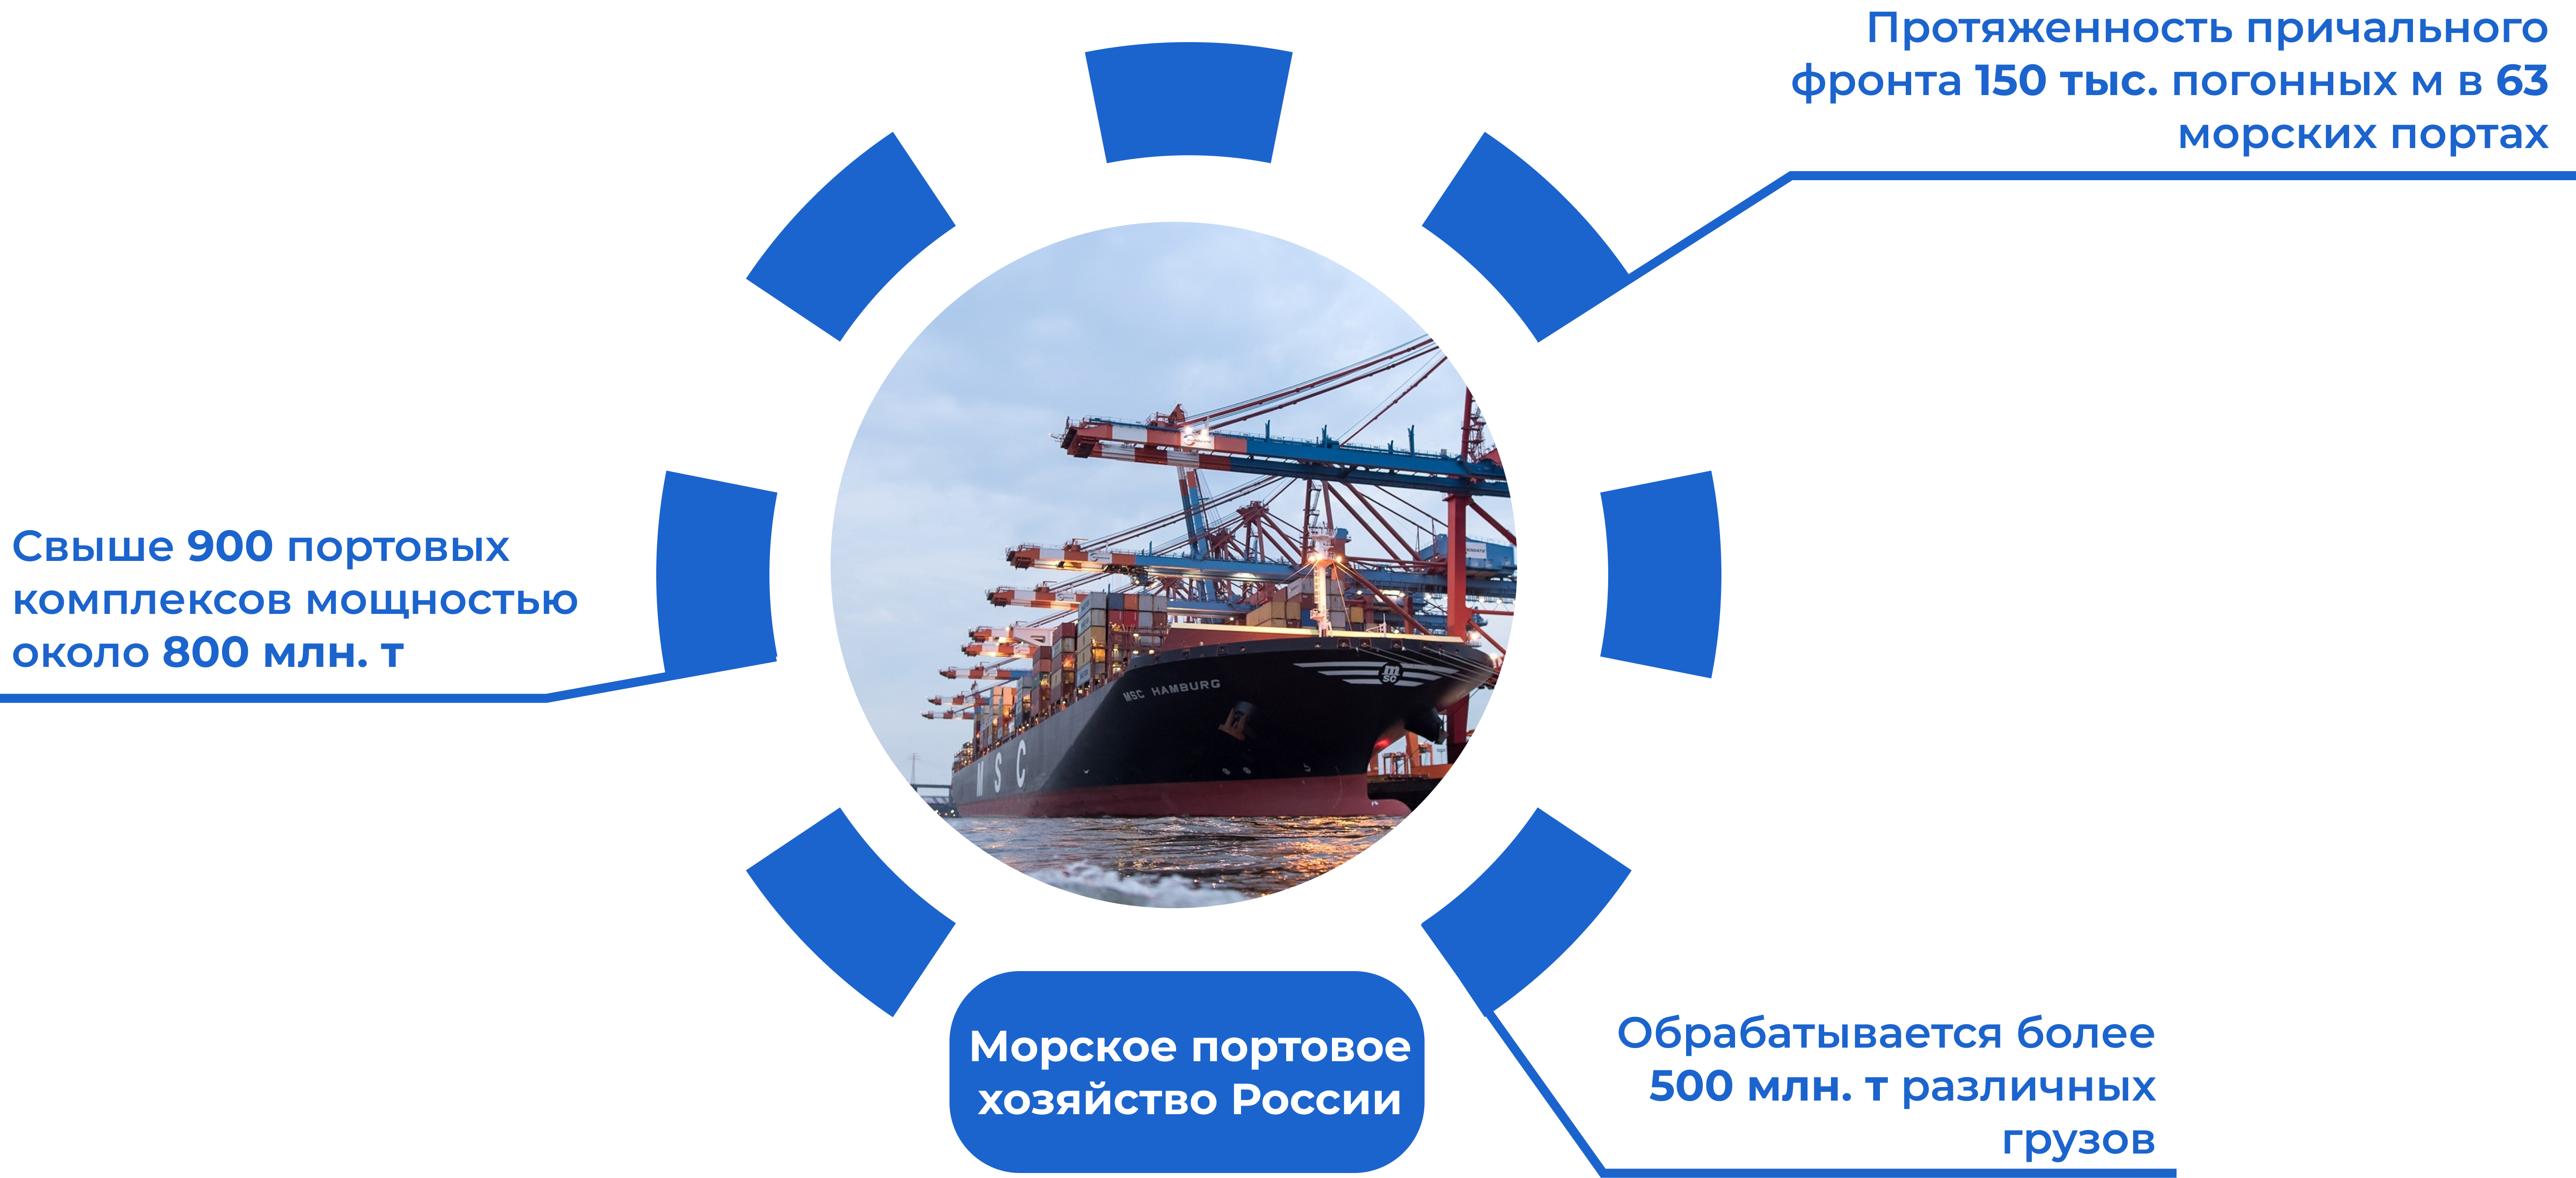 Протяженность причального
фронта 150 тыс. погонных м в 63
морских портах
Свыше 900 портовых
комплексов мощностью
около 800 млн. т
MSC HAMBURG
m
sc
M S C
Морское портовое
хозяйство России
Обрабатывается более
500 млн. т различных
грузов